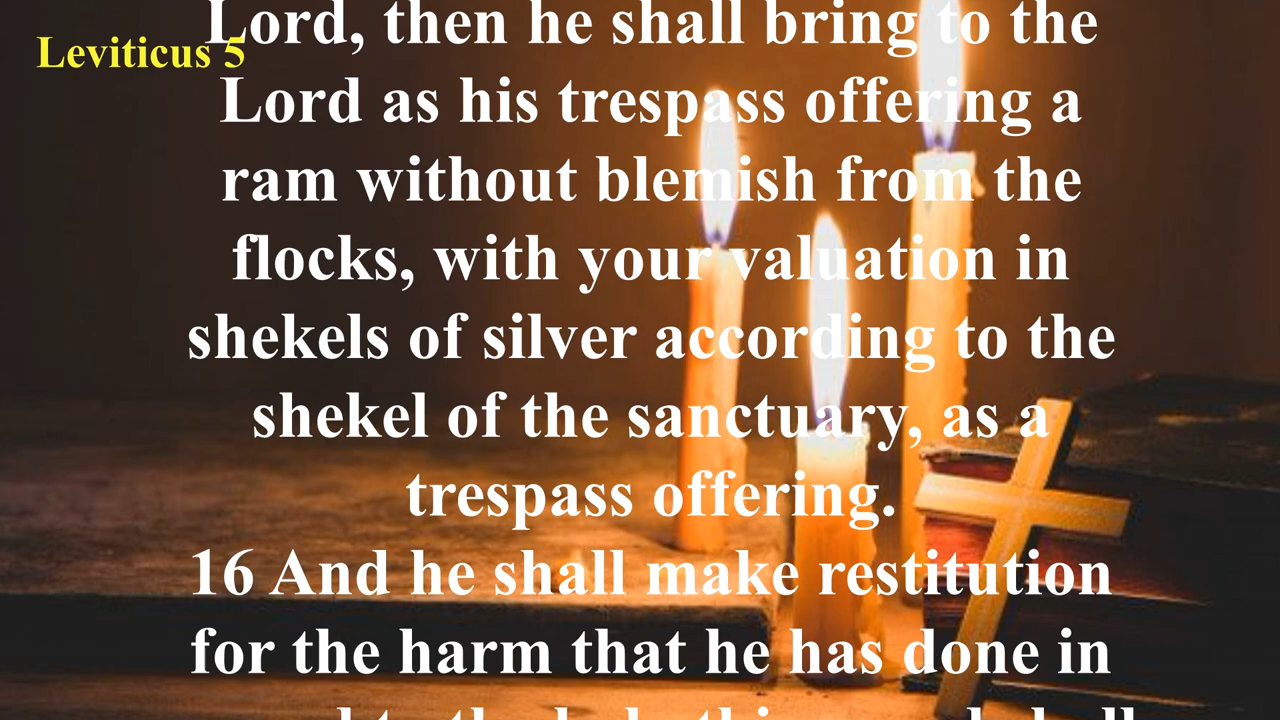 Leviticus 5
Lord, then he shall bring to the
Lord as his trespass offering a
ram without blemish from the
flocks, with your valuation in
shekels of silver according to the
shekel of the sanctuary, as a
trespass offering.
16 And he shall make restitution
for the harm that he has done in